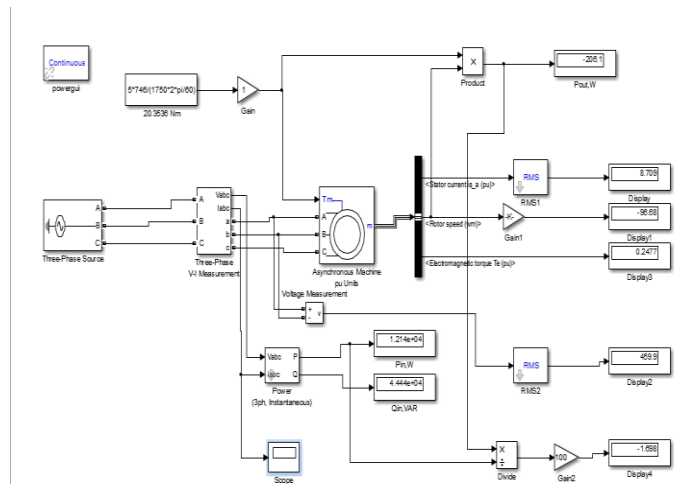 Continuous
powergui
5*746/(1750*2*pi/60)
20.3536 Nm
1
Gain
X
Product
-206.1
Pout,W
<Stator current is_a (pu)>
RMS
RMS1
8.709
Display
<Rotor speed (wm)>
-K-
Gain1
-96.68
Display1
<Electromagnetic torque Te (pu)>
0.2477
Display3
Three-Phase Source
A
B
C
A
B
C
Vabc
Iabc
a
b
c
Three-Phase
V-I Measurement
Tm
A
B
C
m
Asynchronous Machine
pu Units
Voltage Measurement
+
-
v
RMS
RMS2
469.9
Display2
Vabc
Iabc
P
Q
Power
(3ph, Instantaneous)
1.214e+04
Pin,W
4.444e+04
Qin,VAR
Scope
X
÷
Divide
100
Gain2
-1.698
Display4